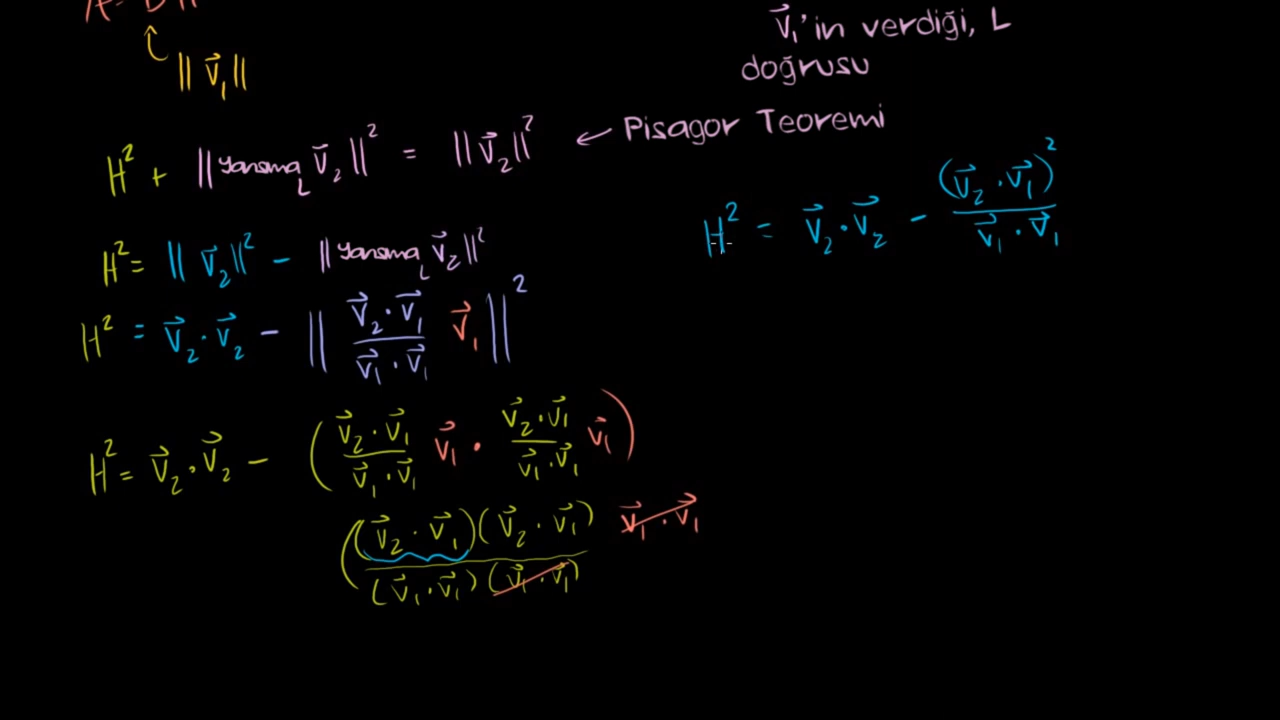 ‖v⃗₁‖
v⃗₁'in verdiği, L
doğrusu
H² + ‖yansıma_L v⃗₂‖² = ‖v⃗₂‖² ← Pisagor Teoremi
H² = ‖v⃗₂‖² - ‖yansıma_L v⃗₂‖²
H² = v⃗₂·v⃗₂ - ‖(v⃗₂·v⃗₁)/(v⃗₁·v⃗₁) v⃗₁‖²
H² = v⃗₂·v⃗₂ - ((v⃗₂·v⃗₁)/(v⃗₁·v⃗₁) v⃗₁ · (v⃗₂·v⃗₁)/(v⃗₁·v⃗₁) v⃗₁)
((v⃗₂·v⃗₁)(v⃗₂·v⃗₁)/(v⃗₁·v⃗₁)(v⃗₁·v⃗₁) v⃗₁·v⃗₁
H² = v⃗₂·v⃗₂ - (v⃗₂·v⃗₁)²/(v⃗₁·v⃗₁)